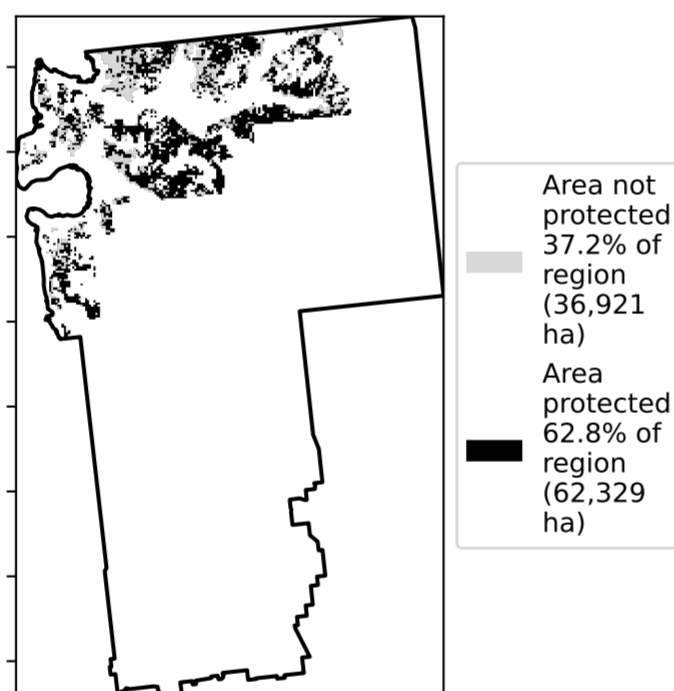 Area not
protected
37.2% of
region
(36,921
ha)
Area
protected
62.8% of
region
(62,329
ha)